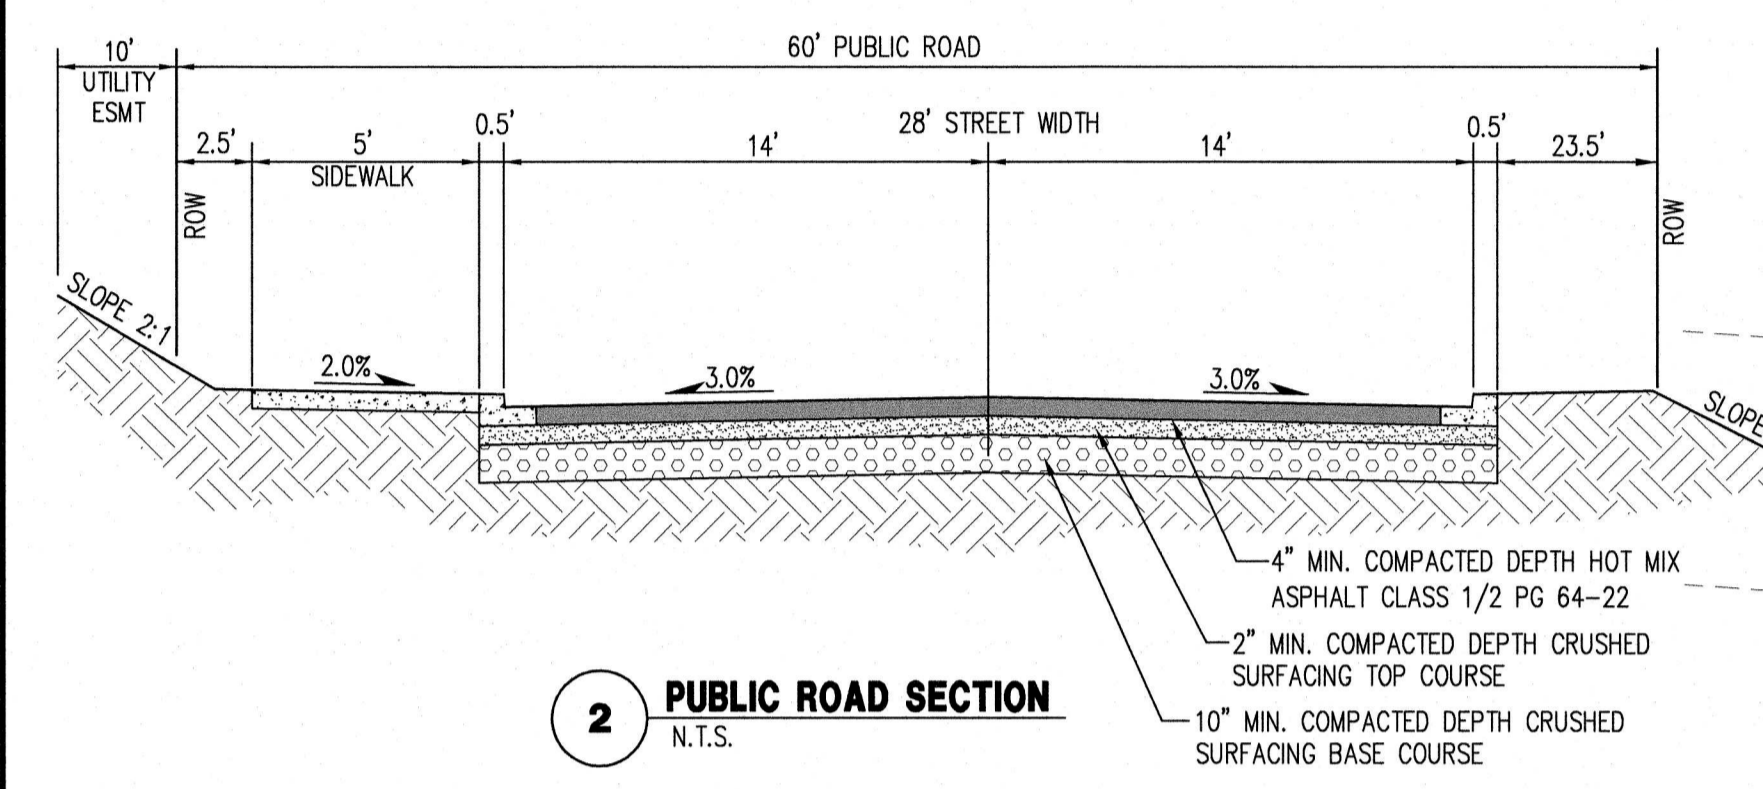 60' PUBLIC ROAD
10'
UTILITY
ESMT
28' STREET WIDTH
2.5'
5'
SIDEWALK
0.5'
14'
14'
0.5'
23.5'
ROW
ROW
SLOPE 2:1
2.0%
3.0%
3.0%
SLOPE
4" MIN. COMPACTED DEPTH HOT MIX
ASPHALT CLASS 1/2 PG 64-22
2" MIN. COMPACTED DEPTH CRUSHED
SURFACING TOP COURSE
10" MIN. COMPACTED DEPTH CRUSHED
SURFACING BASE COURSE
2
PUBLIC ROAD SECTION
N.T.S.